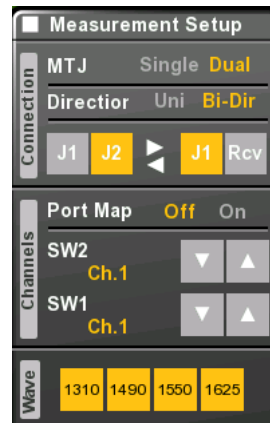 Measurement Setup
Connection
MTJ Single Dual
Directior Uni Bi-Dir
J1 J2 J1 Rcv
Channels
Port Map Off On
SW2
Ch.1
SW1
Ch.1
Wave
1310 1490 1550 1625